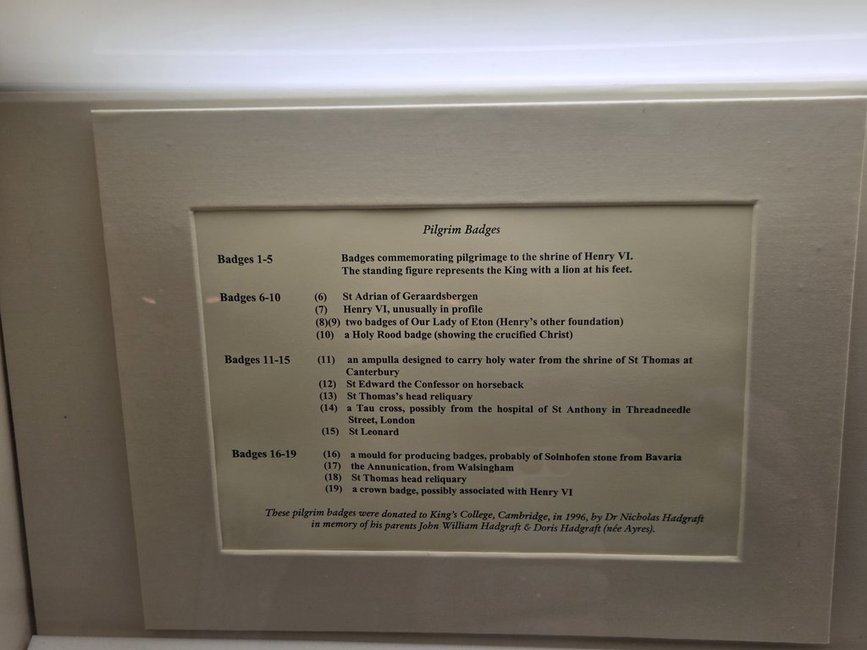 Pilgrim Badges
Badges 1-5 Badges commemorating pilgrimage to the shrine of Henry VI.
The standing figure represents the King with a lion at his feet.
Badges 6-10 (6) St Adrian of Geraardsbergen
(7) Henry VI, unusually in profile
(8)(9) two badges of Our Lady of Eton (Henry's other foundation)
(10) a Holy Rood badge (showing the crucified Christ)
Badges 11-15 (11) an ampulla designed to carry holy water from the shrine of St Thomas at
Canterbury
(12) St Edward the Confessor on horseback
(13) St Thomas's head reliquary
(14) a Tau cross, possibly from the hospital of St Anthony in Threadneedle
Street, London
(15) St Leonard
Badges 16-19 (16) a mould for producing badges, probably of Solnhofen stone from Bavaria
(17) the Annunication, from Walsingham
(18) St Thomas head reliquary
(19) a crown badge, possibly associated with Henry VI
These pilgrim badges were donated to King's College, Cambridge, in 1996, by Dr Nicholas Hadgraft
in memory of his parents John William Hadgraft & Doris Hadgraft (née Ayres).